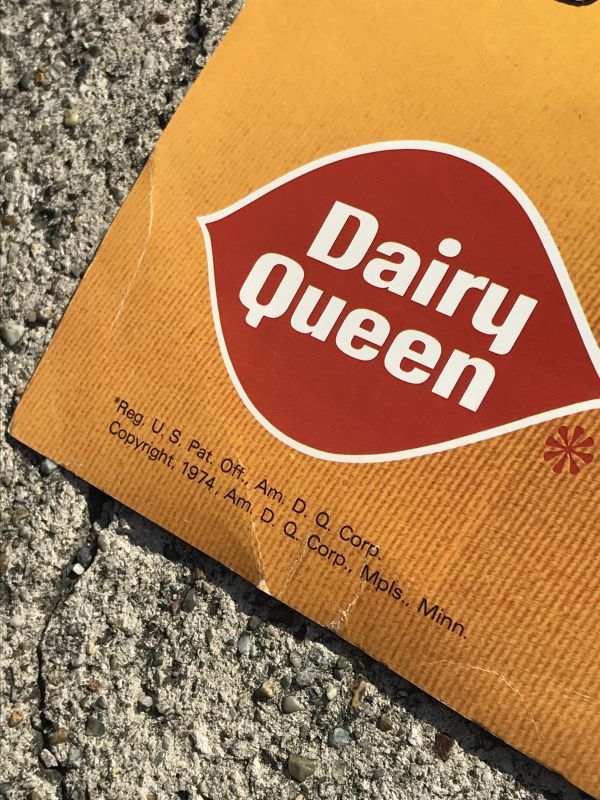 Dairy
Queen
*Reg. U. S. Pat. Off., Am. D. Q. Corp.
Copyright, 1974, Am. D. Q. Corp., Mpls., Minn.